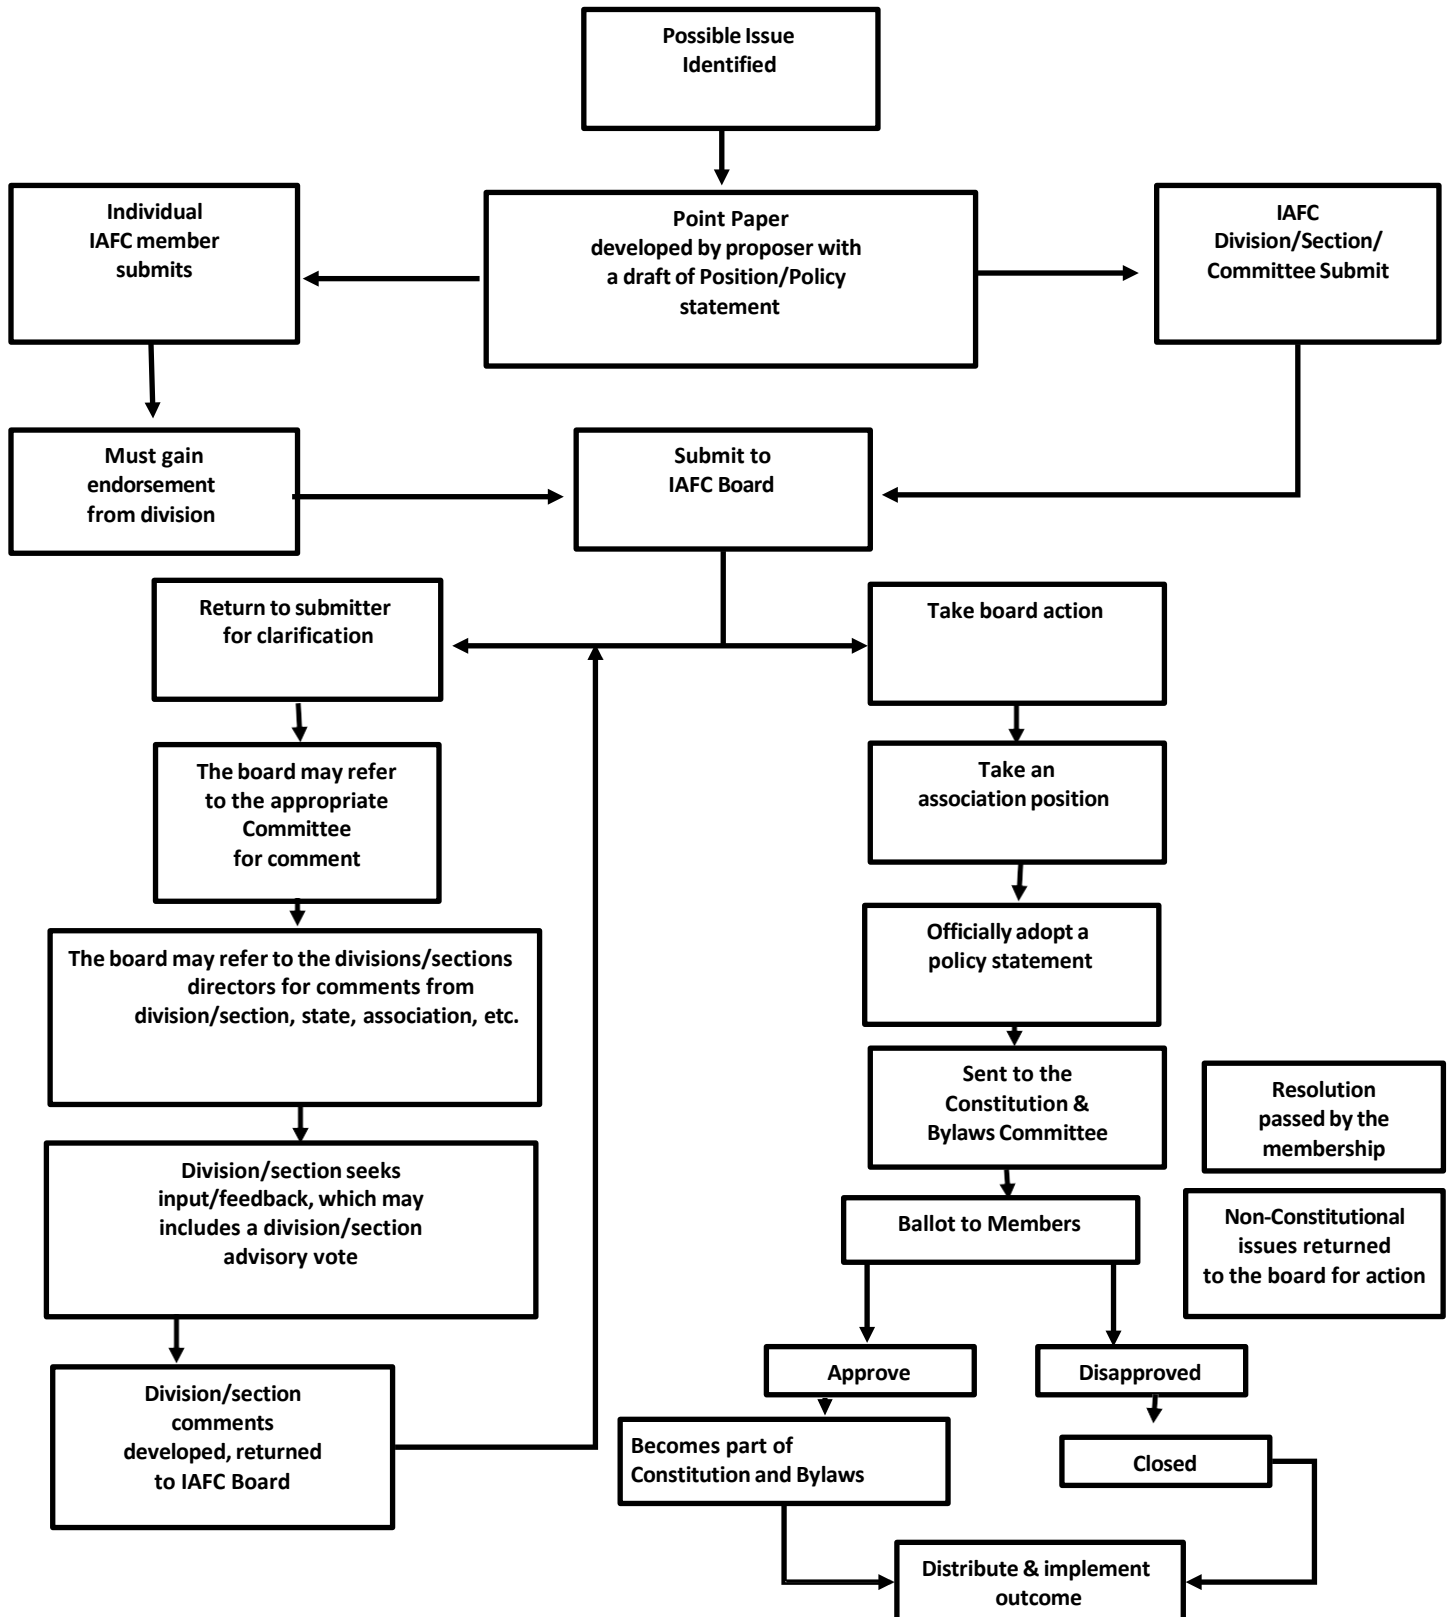 Possible Issue
Identified
Individual
IAFC member
submits
Point Paper
developed by proposer with
a draft of Position/Policy
statement
IAFC
Division/Section/
Committee Submit
Must gain
endorsement
from division
Submit to
IAFC Board
Return to submitter
for clarification
Take board action
The board may refer
to the appropriate
Committee
for comment
Take an
association position
The board may refer to the divisions/sections
directors for comments from
division/section, state, association, etc.
Officially adopt a
policy statement
Sent to the
Constitution &
Bylaws Committee
Resolution
passed by the
membership
Division/section seeks
input/feedback, which may
includes a division/section
advisory vote
Ballot to Members
Non-Constitutional
issues returned
to the board for action
Approve
Disapproved
Division/section
comments
developed, returned
to IAFC Board
Becomes part of
Constitution and Bylaws
Closed
Distribute & implement
outcome